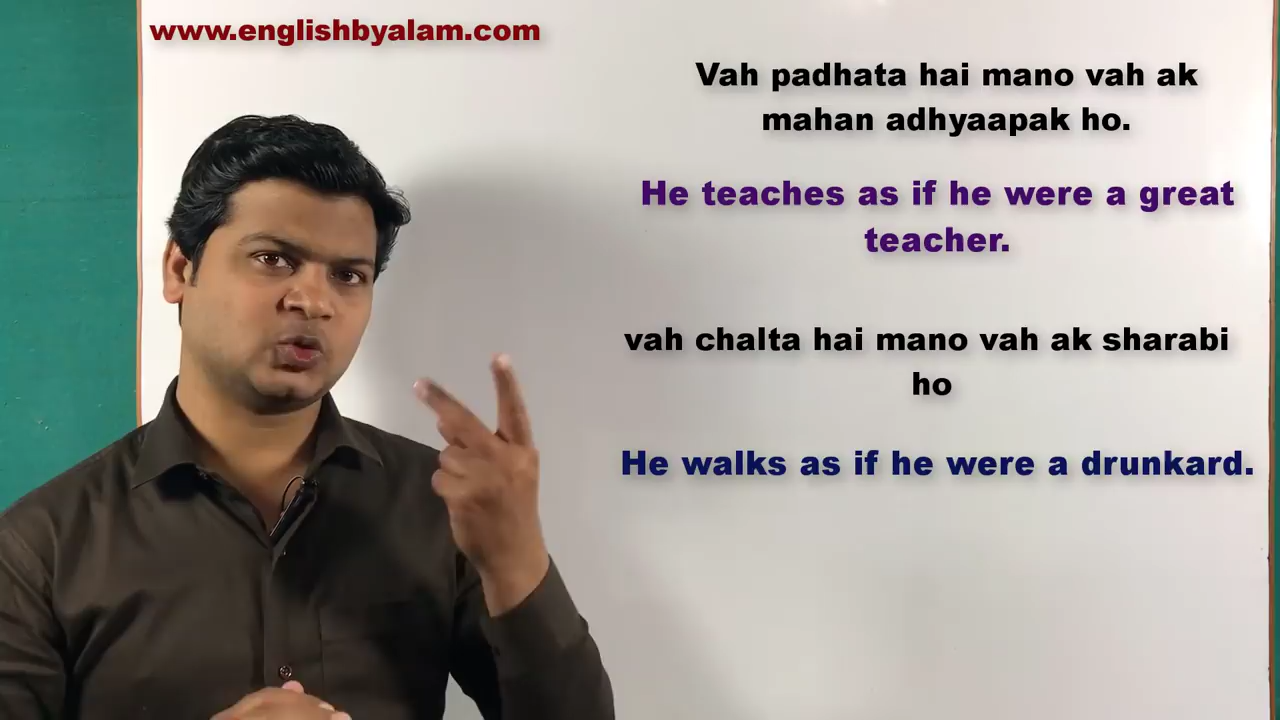 www.englishbyalam.com
Vah padhata hai mano vah ak
mahan adhyaapak ho.
He teaches as if he were a great
teacher.
vah chalta hai mano vah ak sharabi
ho
He walks as if he were a drunkard.